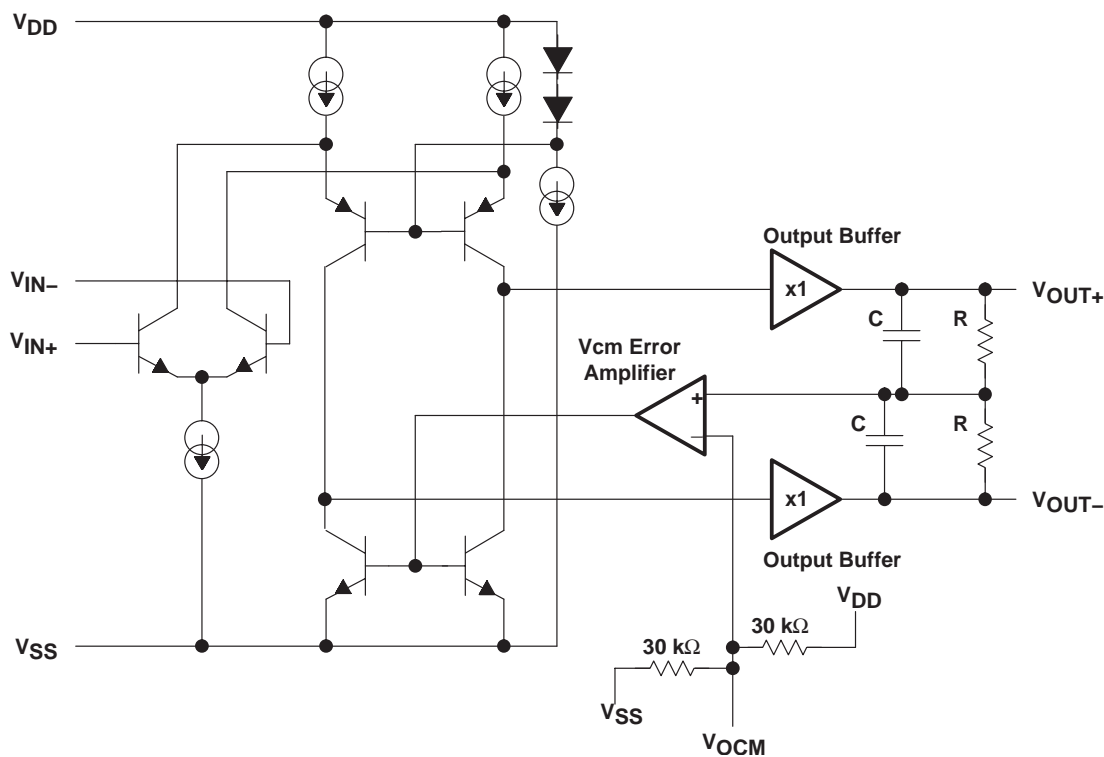 VDD
Output Buffer
VIN−
x1
VOUT+
C
R
VIN+
Vcm Error
Amplifier
+
C
R
−
x1
VOUT−
Output Buffer
VDD
VSS
30 kΩ
30 kΩ
VSS
VOCM